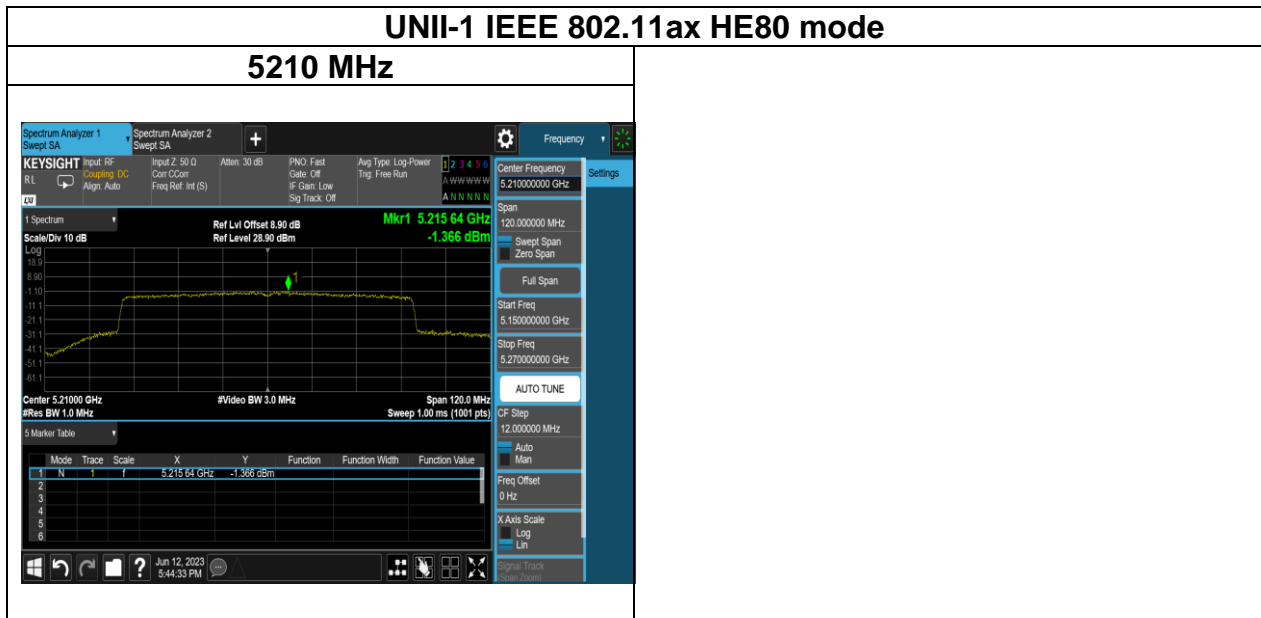 UNII-1 IEEE 802.11ax HE80 mode
5210 MHz
Spectrum Analyzer 1
Swept SA
Spectrum Analyzer 2
Swept SA
+
Frequency
KEYSIGHT
RL
Input: RF
Coupling: DC
Align: Auto
Input Z: 50 Ω
Corr CCorr
Freq Ref: Int (S)
Atten: 30 dB
PNO: Fast
Gate: Off
IF Gain: Low
Sig Track: Off
Avg Type: Log-Power
Trig: Free Run
1 2 3 4 5 6
A W W W W W
A N N N N N
1 Spectrum
Scale/Div 10 dB
Ref Lvl Offset 8.90 dB
Ref Level 28.90 dBm
Mkr1 5.215 64 GHz
-1.366 dBm
Log
18.9
8.90
-1.10
-11.1
-21.1
-31.1
-41.1
-51.1
-61.1
1
Center 5.21000 GHz
#Res BW 1.0 MHz
#Video BW 3.0 MHz
Span 120.0 MHz
Sweep 1.00 ms (1001 pts)
5 Marker Table
Mode Trace Scale X Y Function Function Width Function Value
1 N 1 f 5.215 64 GHz -1.366 dBm
2
3
4
5
6
Jun 12, 2023
5:44:33 PM
?
Center Frequency
5.210000000 GHz
Settings
Span
120.000000 MHz
Swept Span
Zero Span
Full Span
Start Freq
5.150000000 GHz
Stop Freq
5.270000000 GHz
AUTO TUNE
CF Step
12.000000 MHz
Auto
Man
Freq Offset
0 Hz
X Axis Scale
Log
Lin
Signal Track
(Span Zoom)